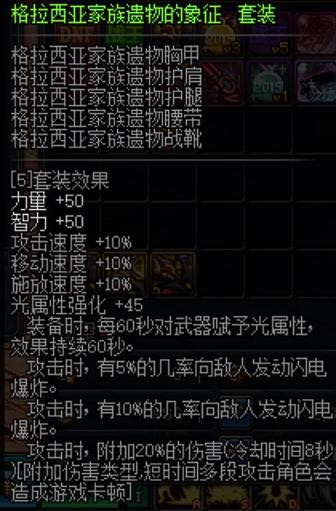 格拉西亚家族遗物的象征 套装
格拉西亚家族遗物胸甲
格拉西亚家族遗物护肩
格拉西亚家族遗物护腿
格拉西亚家族遗物腰带
格拉西亚家族遗物战靴
[5]套装效果
力量 +50
智力 +50
攻击速度 +10%
移动速度 +10%
施放速度 +10%
光属性强化 +45
装备时，每60秒对武器赋予光属性，
效果持续60秒。
攻击时，有5%的几率向敌人发动闪电
爆炸。
攻击时，有10%的几率向敌人发动闪电
爆炸。
攻击时，附加20%的伤害(冷却时间8秒
)[附加伤害类型,短时间多段攻击角色会
造成游戏卡顿]